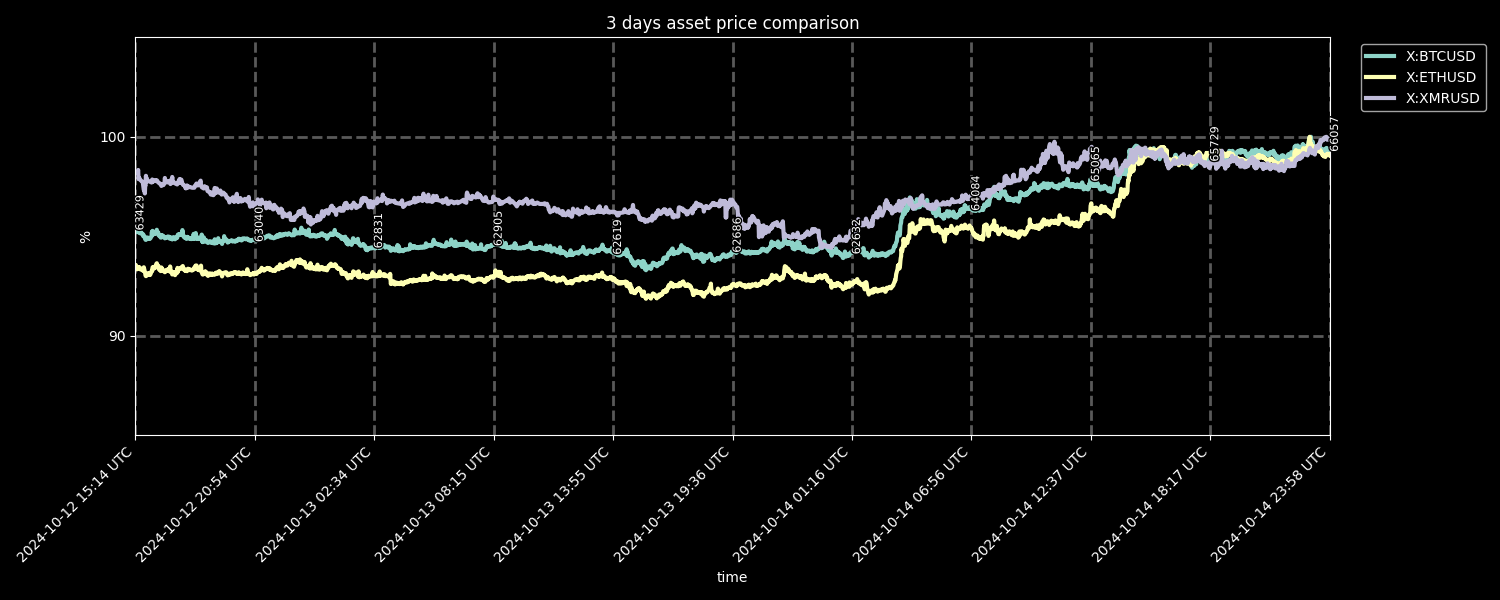 3 days asset price comparison
X:BTCUSD
X:ETHUSD
X:XMRUSD
100
90
%
63429
63040
62831
62905
62619
62686
62632
64084
65065
65729
66057
2024-10-12 15:14 UTC
2024-10-12 20:54 UTC
2024-10-13 02:34 UTC
2024-10-13 08:15 UTC
2024-10-13 13:55 UTC
2024-10-13 19:36 UTC
2024-10-14 01:16 UTC
2024-10-14 06:56 UTC
2024-10-14 12:37 UTC
2024-10-14 18:17 UTC
2024-10-14 23:58 UTC
time